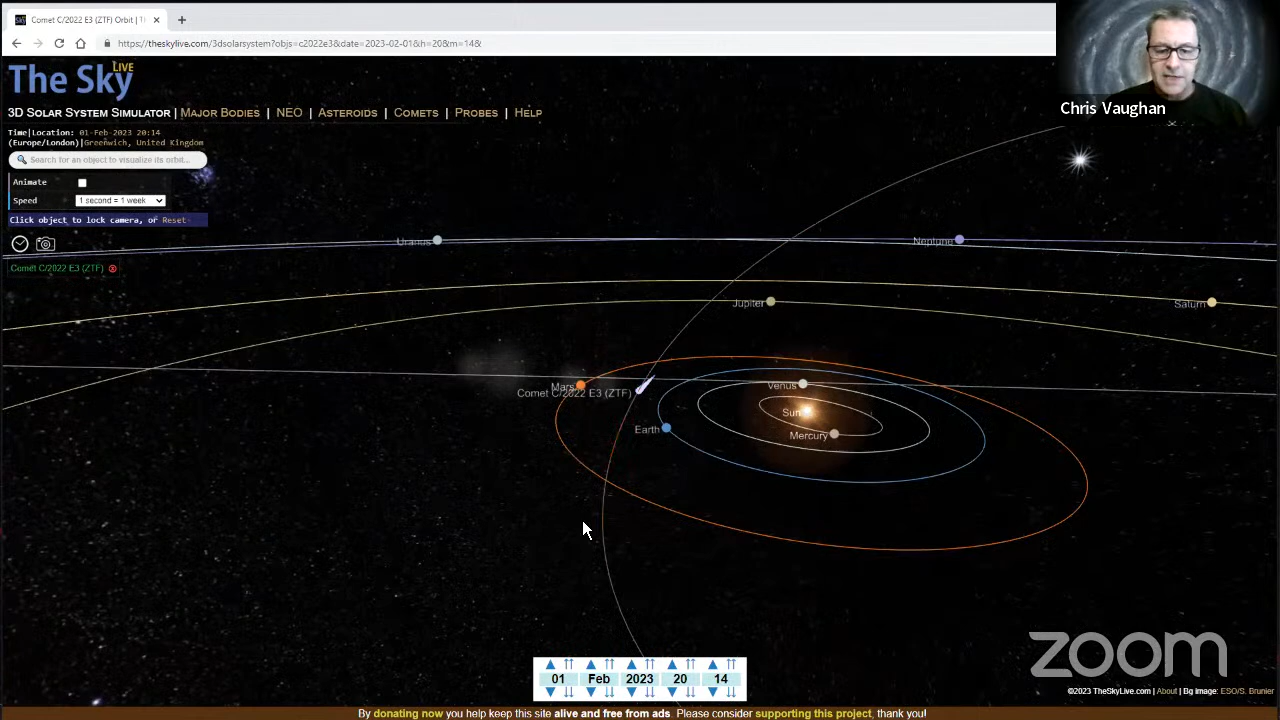 Comet C/2022 E3 (ZTF) Orbit | T
https://theskylive.com/3dsolarsystem?objs=c2022e3&date=2023-02-01&h=20&m=14&
The Sky LIVE
3D SOLAR SYSTEM SIMULATOR | MAJOR BODIES | NEO | ASTEROIDS | COMETS | PROBES | HELP
Chris Vaughan
Time|Location: 01-Feb-2023 20:14
(Europe/London)|Greenwich, United Kingdom
Search for an object to visualize its orbit...
Animate
Speed 1 second = 1 week
Click object to lock camera, or Reset
Comet C/2022 E3 (ZTF)
Uranus
Neptune
Jupiter
Saturn
Mars
Venus
Comet C/2022 E3 (ZTF)
Sun
Earth
Mercury
01 Feb 2023 20 14
zoom
©2023 TheSkyLive.com | About | Bg image: ESO/S. Brunier
By donating now you help keep this site alive and free from ads. Please consider supporting this project, thank you!